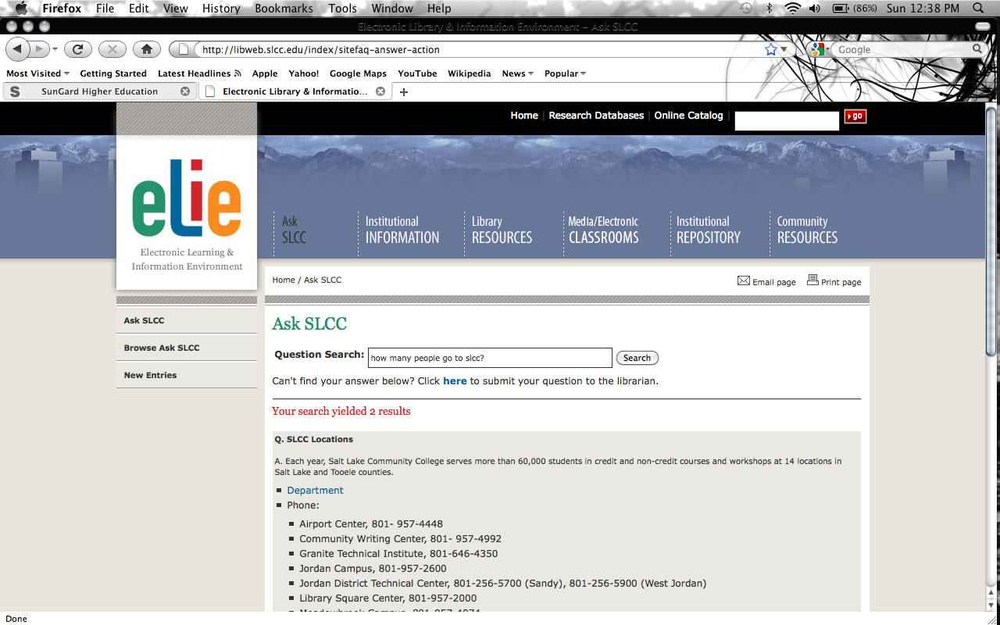 Firefox File Edit View History Bookmarks Tools Window Help (86%) Sun 12:38 PM
Electronic Library & Information Environment – Ask SLCC
http://libweb.slcc.edu/index/sitefaq-answer-action Google
Most Visited Getting Started Latest Headlines Apple Yahoo! Google Maps YouTube Wikipedia News Popular
S SunGard Higher Education Electronic Library & Informatio...
Home | Research Databases | Online Catalog | go
elie
Electronic Learning &
Information Environment
Ask
SLCC
Institutional
INFORMATION
Library
RESOURCES
Media/Electronic
CLASSROOMS
Institutional
REPOSITORY
Community
RESOURCES
Home / Ask SLCC Email page Print page
Ask SLCC
Browse Ask SLCC
New Entries
Ask SLCC
Question Search: how many people go to slcc? Search
Can't find your answer below? Click here to submit your question to the librarian.
Your search yielded 2 results
Q. SLCC Locations
A. Each year, Salt Lake Community College serves more than 60,000 students in credit and non-credit courses and workshops at 14 locations in
Salt Lake and Tooele counties.
Department
Phone:
Airport Center, 801- 957-4448
Community Writing Center, 801- 957-4992
Granite Technical Institute, 801-646-4350
Jordan Campus, 801-957-2600
Jordan District Technical Center, 801-256-5700 (Sandy), 801-256-5900 (West Jordan)
Library Square Center, 801-957-2000
Done